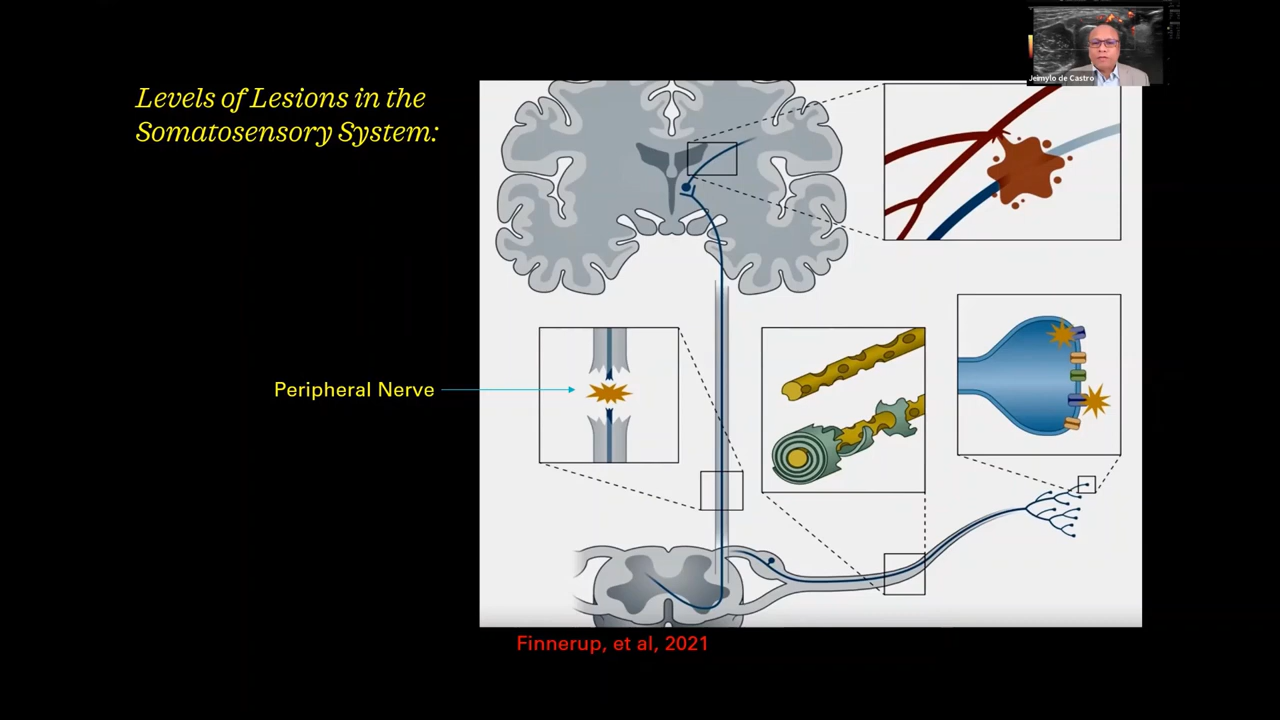 Jeimylo de Castro
Levels of Lesions in the
Somatosensory System:
Peripheral Nerve
Finnerup, et al, 2021